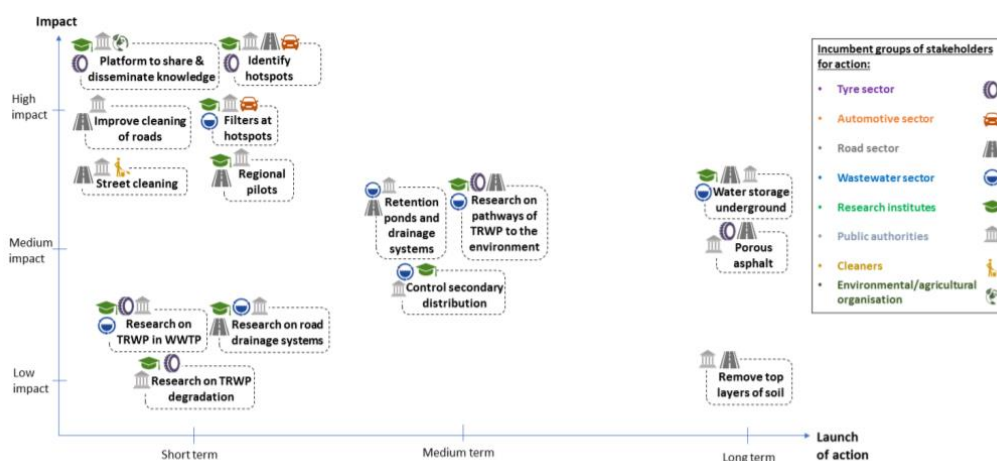 Impact
Platform to share &
disseminate knowledge
Identify
hotspots
High
impact
Improve cleaning
of roads
Filters at
hotspots
Street cleaning
Regional
pilots
Retention
ponds and
drainage
systems
Research on
pathways of
TRWP to the
environment
Water storage
underground
Medium
impact
Porous
asphalt
Control secondary
distribution
Research on
TRWP in WWTP
Research on road
drainage systems
Low
impact
Research on TRWP
degradation
Remove top
layers of soil
Short term
Medium term
Long term
Launch
of action
Incumbent groups of stakeholders
for action:
• Tyre sector
• Automotive sector
• Road sector
• Wastewater sector
• Research institutes
• Public authorities
• Cleaners
• Environmental/agricultural
organisation